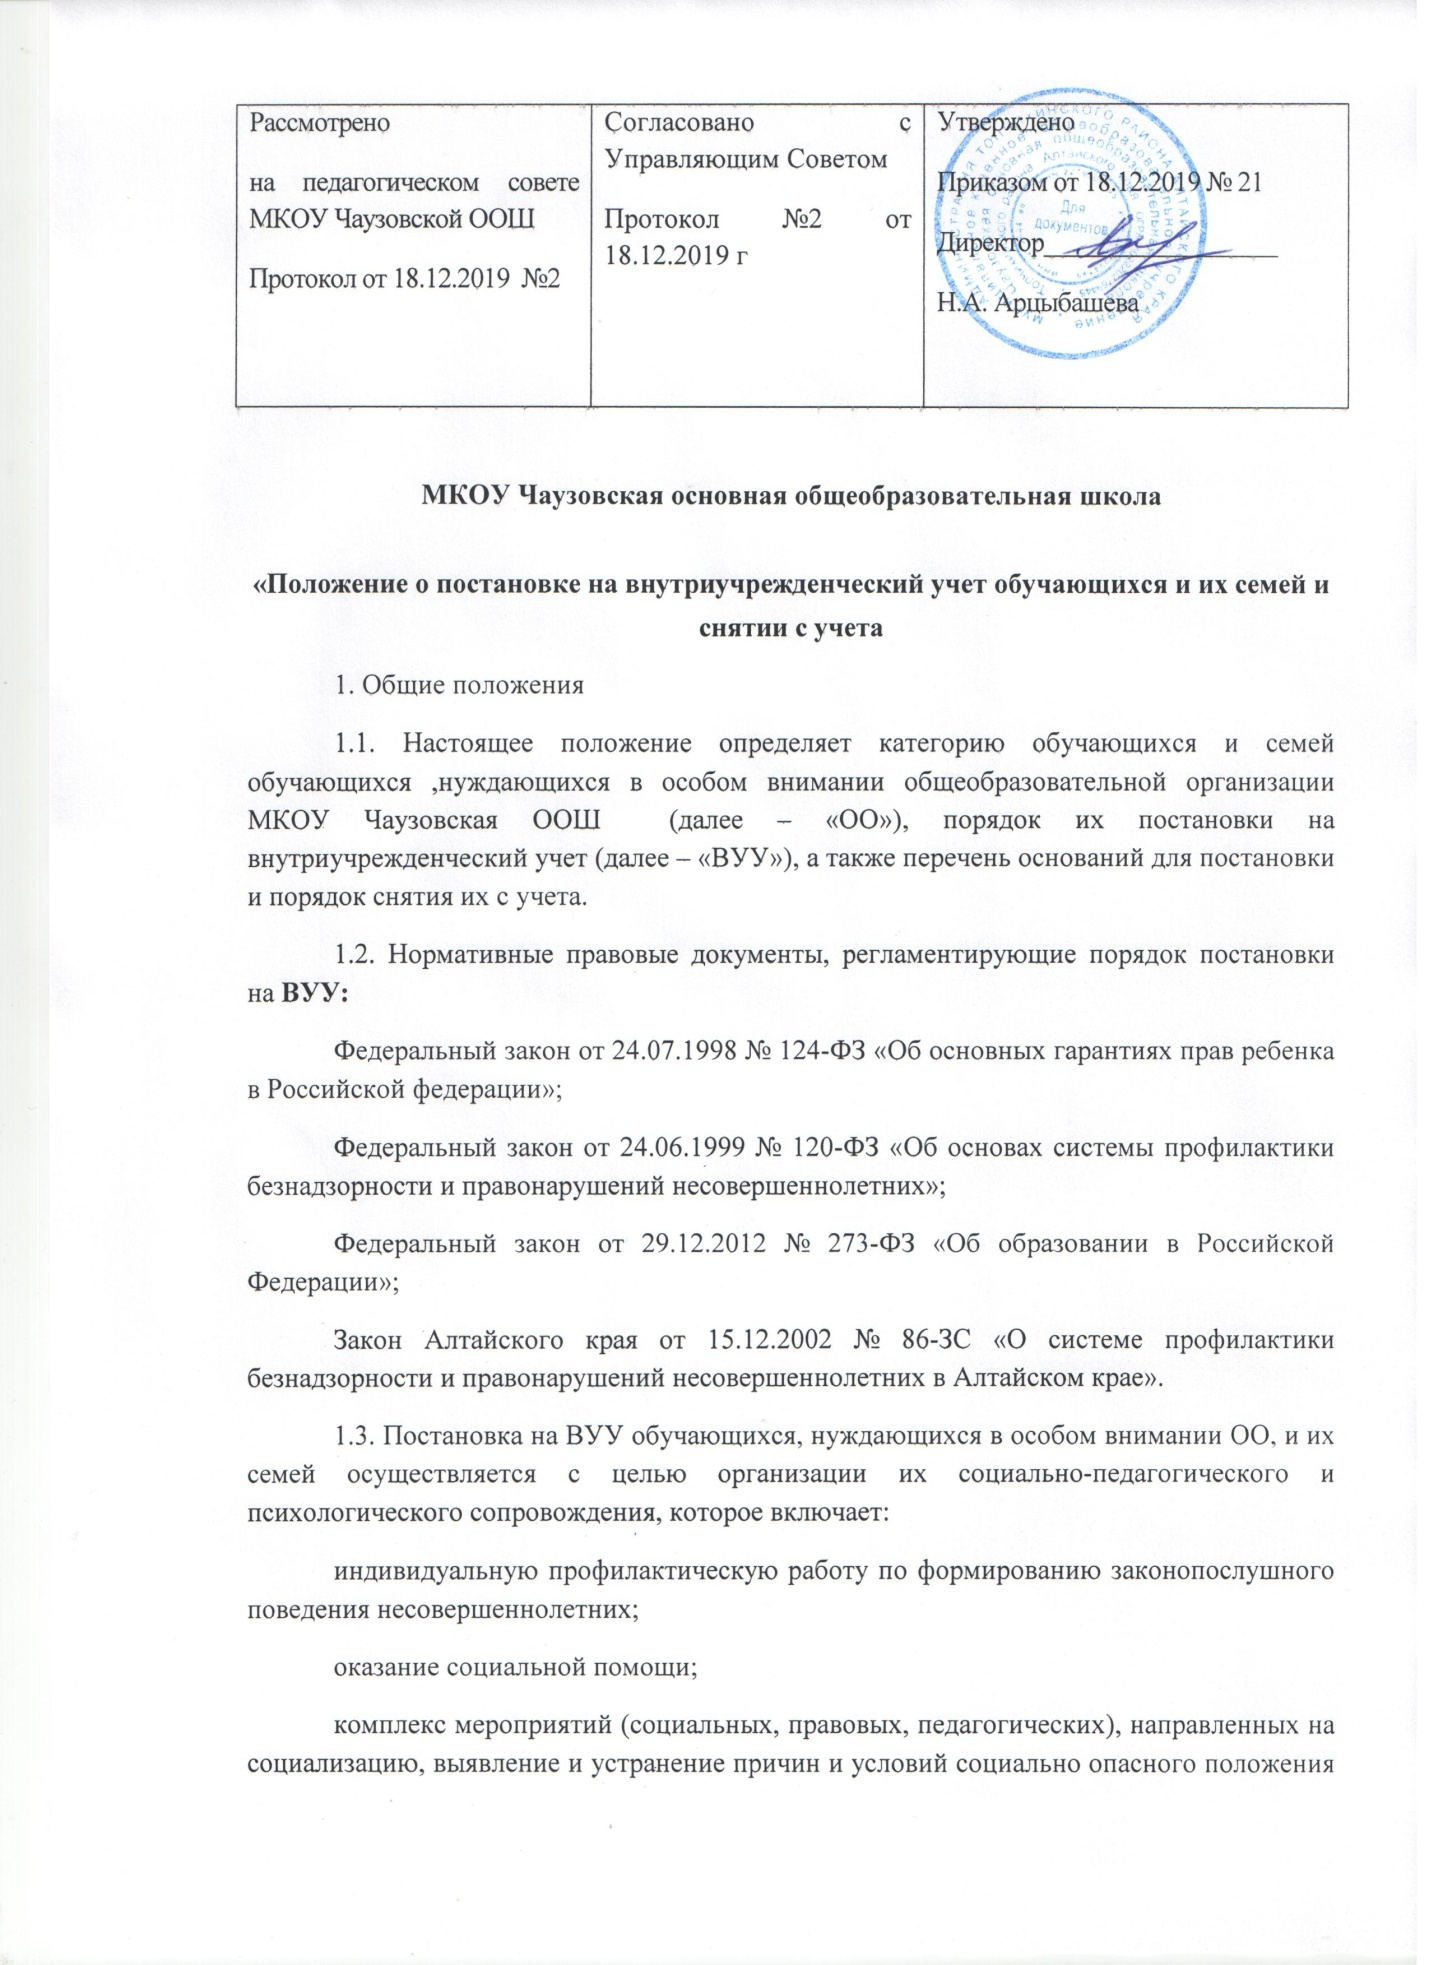 Рассмотрено
на педагогическом совете
МКОУ Чаузовской ООШ
Протокол от 18.12.2019 №2
Согласовано с
Управляющим Советом
Протокол №2 от
18.12.2019 г
Утверждено
Приказом от 18.12.2019 № 21
Директор
Н.А. Арцыбашева
Для
документов
МКОУ Чаузовская основная общеобразовательная школа
«Положение о постановке на внутриучрежденческий учет обучающихся и их семей и
снятии с учета
1. Общие положения
1.1. Настоящее положение определяет категорию обучающихся и семей
обучающихся ,нуждающихся в особом внимании общеобразовательной организации
МКОУ Чаузовская ООШ (далее – «ОО»), порядок их постановки на
внутриучрежденческий учет (далее – «ВУУ»), а также перечень оснований для постановки
и порядок снятия их с учета.
1.2. Нормативные правовые документы, регламентирующие порядок постановки
на ВУУ:
Федеральный закон от 24.07.1998 № 124-ФЗ «Об основных гарантиях прав ребенка
в Российской федерации»;
Федеральный закон от 24.06.1999 № 120-ФЗ «Об основах системы профилактики
безнадзорности и правонарушений несовершеннолетних»;
Федеральный закон от 29.12.2012 № 273-ФЗ «Об образовании в Российской
Федерации»;
Закон Алтайского края от 15.12.2002 № 86-ЗС «О системе профилактики
безнадзорности и правонарушений несовершеннолетних в Алтайском крае».
1.3. Постановка на ВУУ обучающихся, нуждающихся в особом внимании ОО, и их
семей осуществляется с целью организации их социально-педагогического и
психологического сопровождения, которое включает:
индивидуальную профилактическую работу по формированию законопослушного
поведения несовершеннолетних;
оказание социальной помощи;
комплекс мероприятий (социальных, правовых, педагогических), направленных на
социализацию, выявление и устранение причин и условий социально опасного положения